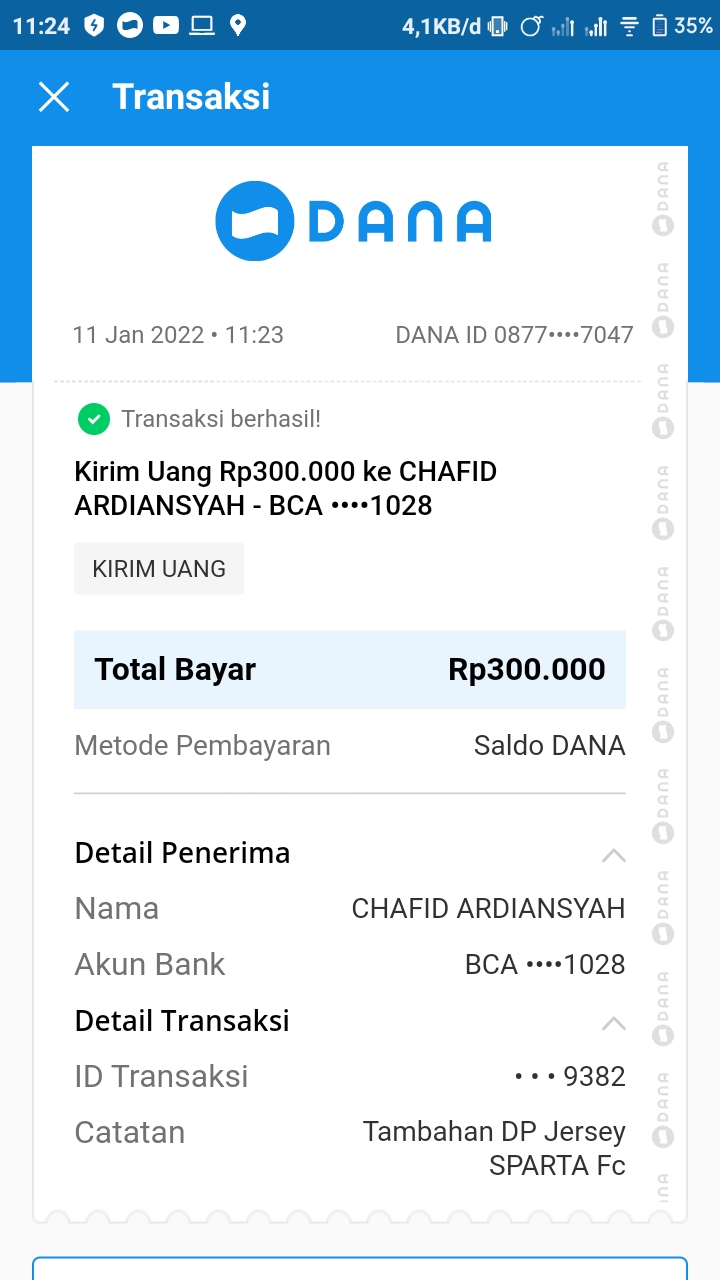 11:24 4,1KB/d 35%
Transaksi
DANA
11 Jan 2022 • 11:23 DANA ID 0877••••7047
Transaksi berhasil!
Kirim Uang Rp300.000 ke CHAFID
ARDIANSYAH - BCA ••••1028
KIRIM UANG
Total Bayar Rp300.000
Metode Pembayaran Saldo DANA
Detail Penerima
Nama CHAFID ARDIANSYAH
Akun Bank BCA ••••1028
Detail Transaksi
ID Transaksi • • • 9382
Catatan Tambahan DP Jersey
SPARTA Fc
DANA
DANA
DANA
DANA
DANA
DANA
DANA
DANA
DANA
DANA